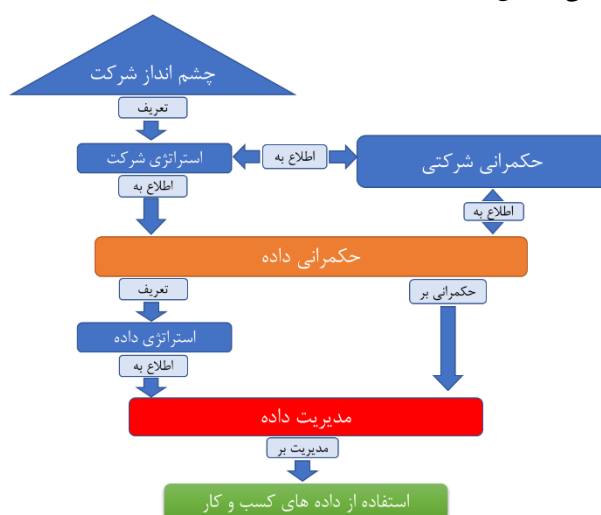 چشم انداز شرکت
تعریف
استراتژی شرکت
اطلاع به
حکمرانی شرکتی
اطلاع به
اطلاع به
حکمرانی داده
تعریف
حکمرانی بر
استراتژی داده
اطلاع به
مدیریت داده
مدیریت بر
استفاده از داده های کسب و کار